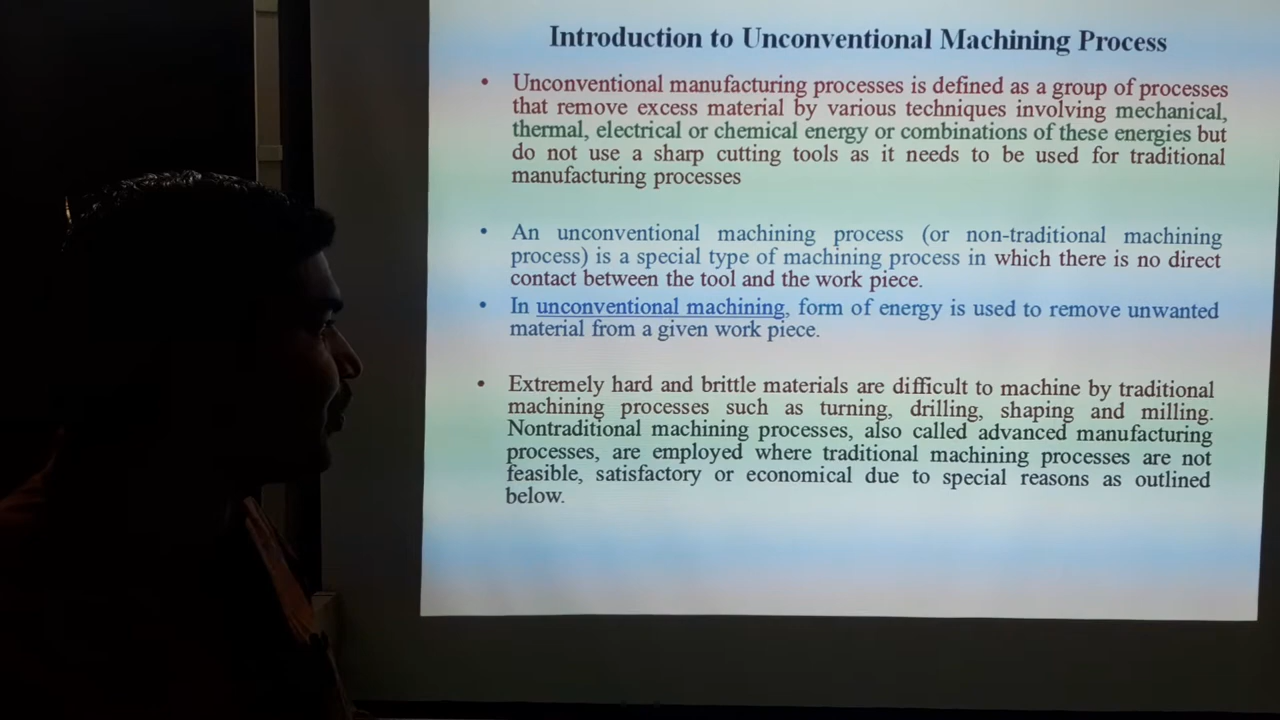 Introduction to Unconventional Machining Process
• Unconventional manufacturing processes is defined as a group of processes
that remove excess material by various techniques involving mechanical,
thermal, electrical or chemical energy or combinations of these energies but
do not use a sharp cutting tools as it needs to be used for traditional
manufacturing processes
• An unconventional machining process (or non-traditional machining
process) is a special type of machining process in which there is no direct
contact between the tool and the work piece.
• In unconventional machining, form of energy is used to remove unwanted
material from a given work piece.
• Extremely hard and brittle materials are difficult to machine by traditional
machining processes such as turning, drilling, shaping and milling.
Nontraditional machining processes, also called advanced manufacturing
processes, are employed where traditional machining processes are not
feasible, satisfactory or economical due to special reasons as outlined
below.